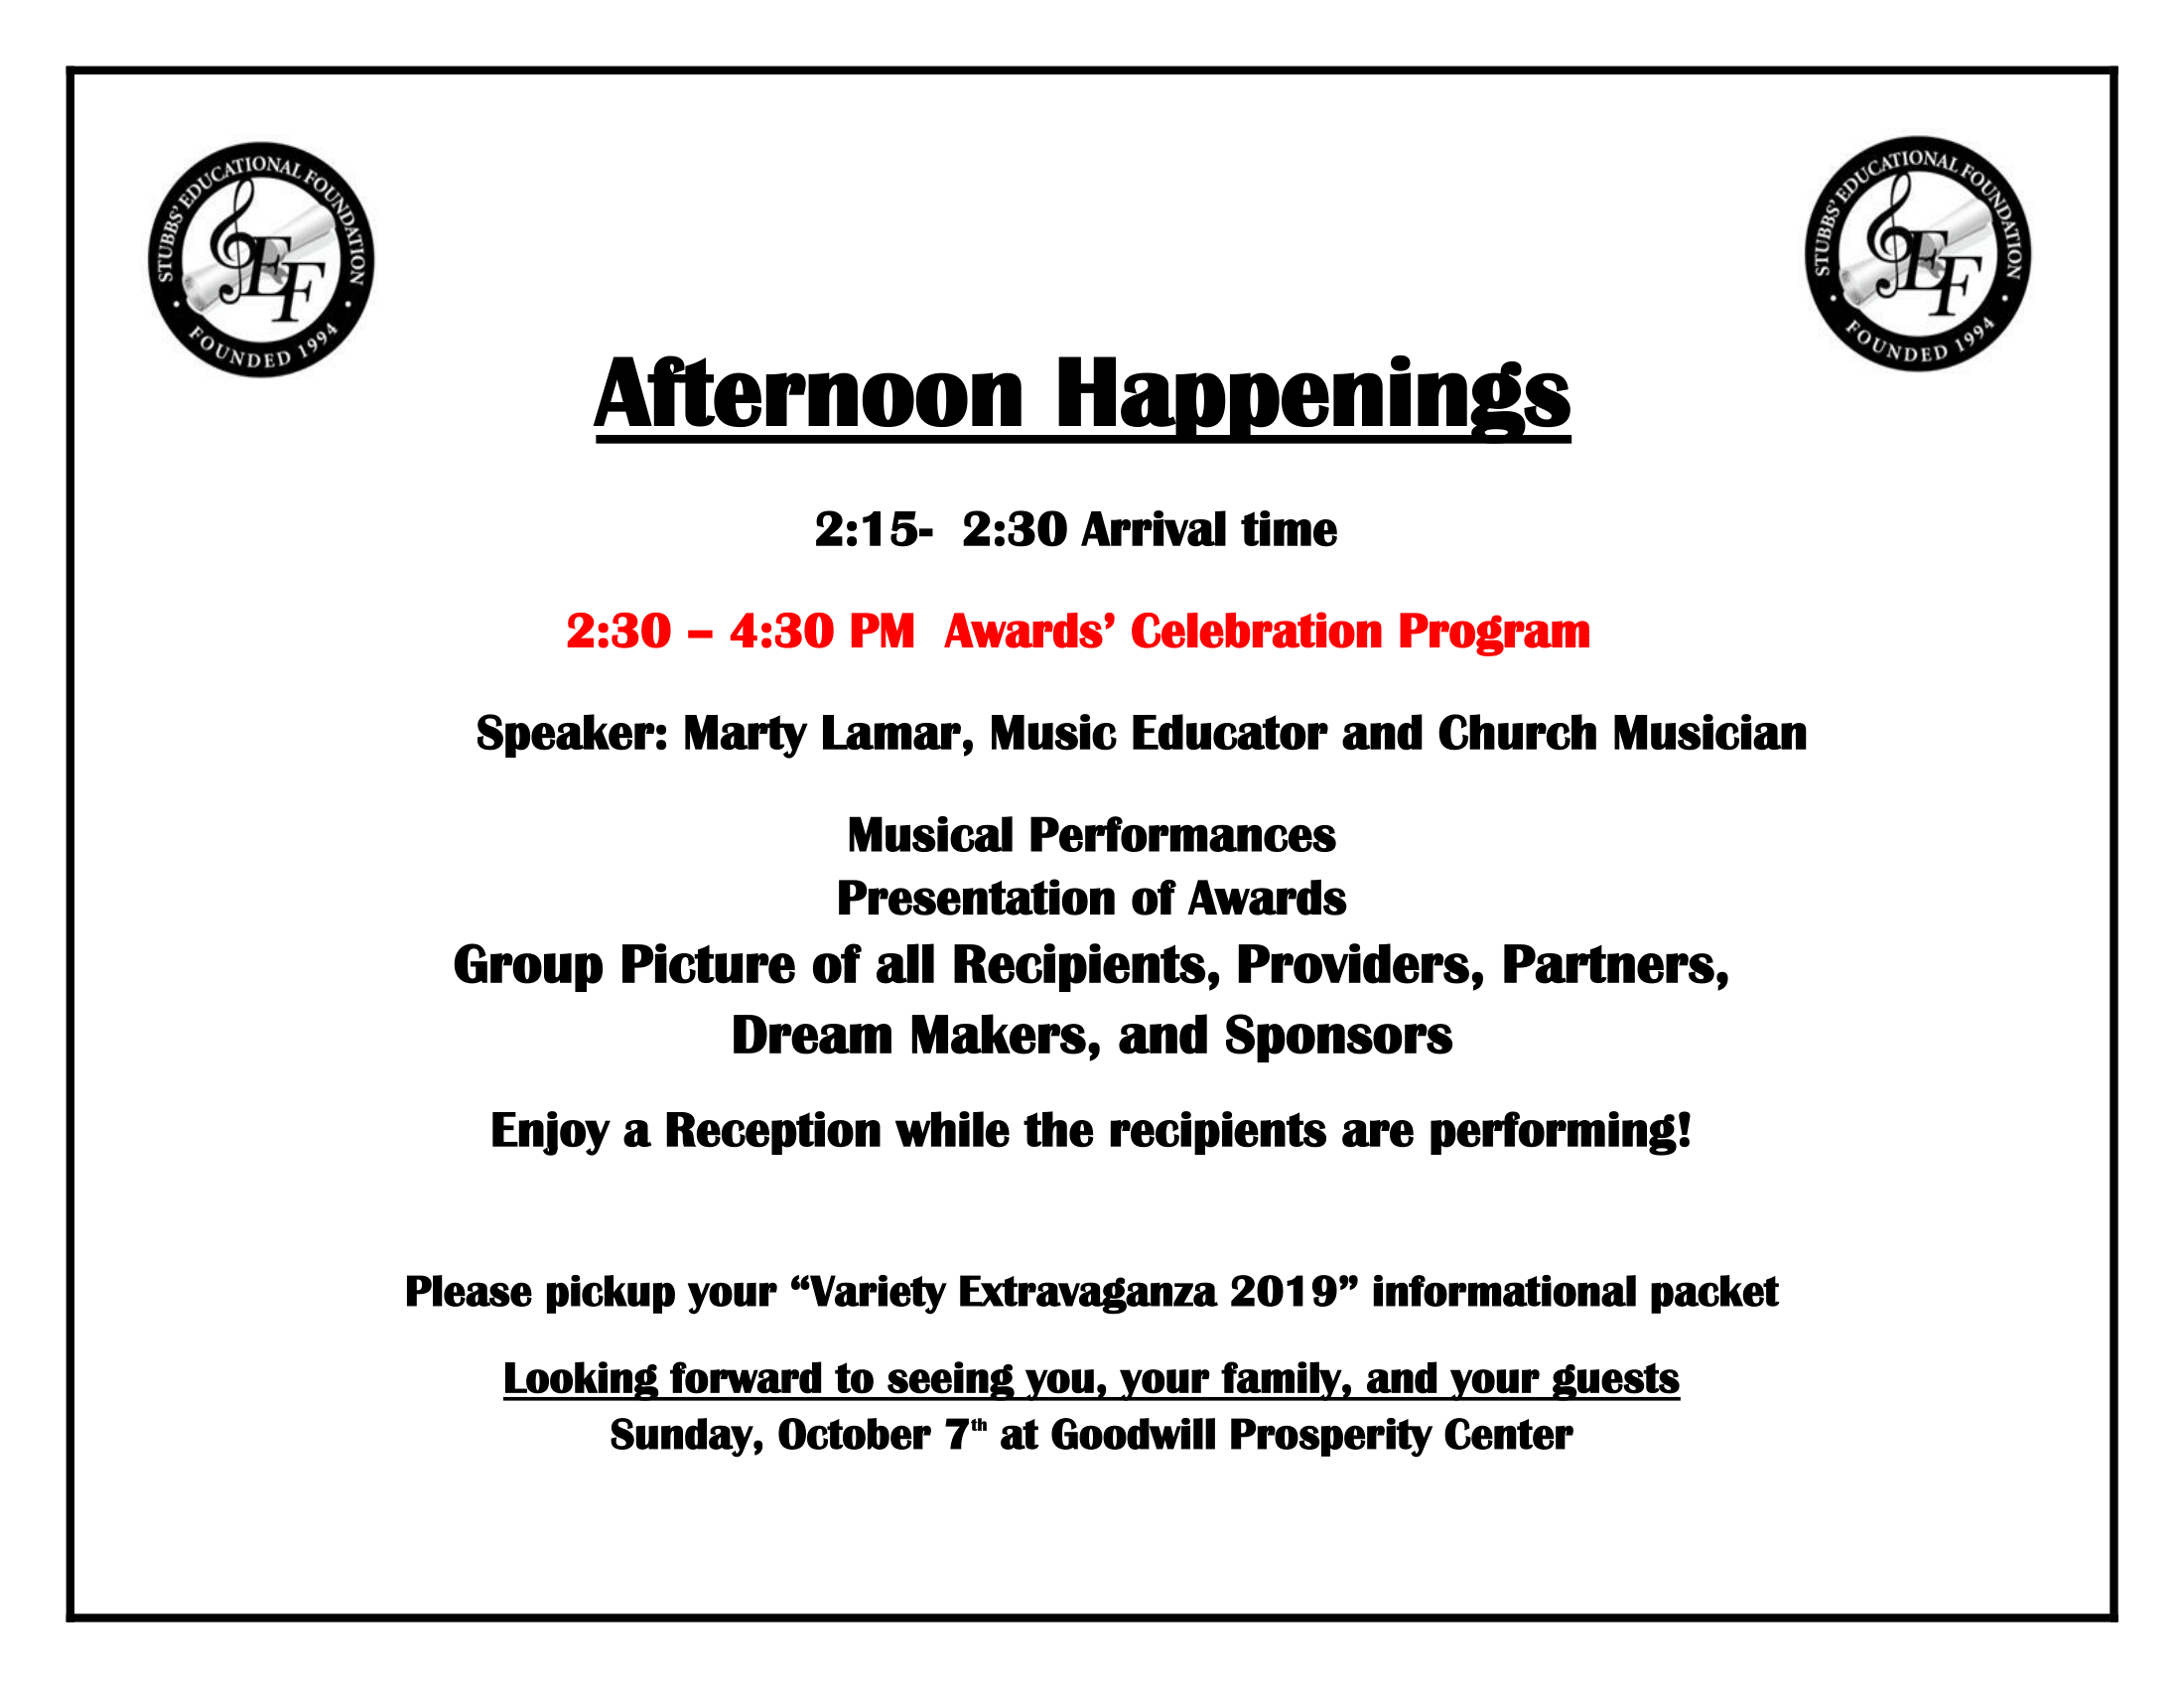 STUBBS' EDUCATIONAL FOUNDATION
EF
• FOUNDED 1994 •
STUBBS' EDUCATIONAL FOUNDATION
EF
• FOUNDED 1994 •
Afternoon Happenings
2:15-  2:30 Arrival time
2:30 – 4:30 PM  Awards’ Celebration Program
Speaker: Marty Lamar, Music Educator and Church Musician
Musical Performances
Presentation of Awards
Group Picture of all Recipients, Providers, Partners,
Dream Makers, and Sponsors
Enjoy a Reception while the recipients are performing!
Please pickup your “Variety Extravaganza 2019” informational packet
Looking forward to seeing you, your family, and your guests
Sunday, October 7th at Goodwill Prosperity Center